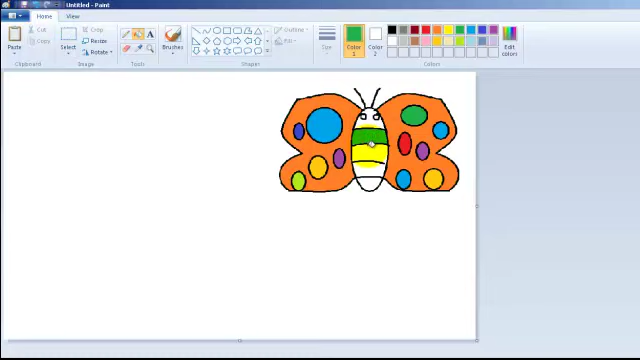 Untitled - Paint
Home View
Paste
Cut
Copy
Clipboard
Select
Crop
Resize
Rotate
Image
A
Tools
Brushes
Shapes
Outline
Fill
Size
Color 1
Color 2
Colors
Edit colors